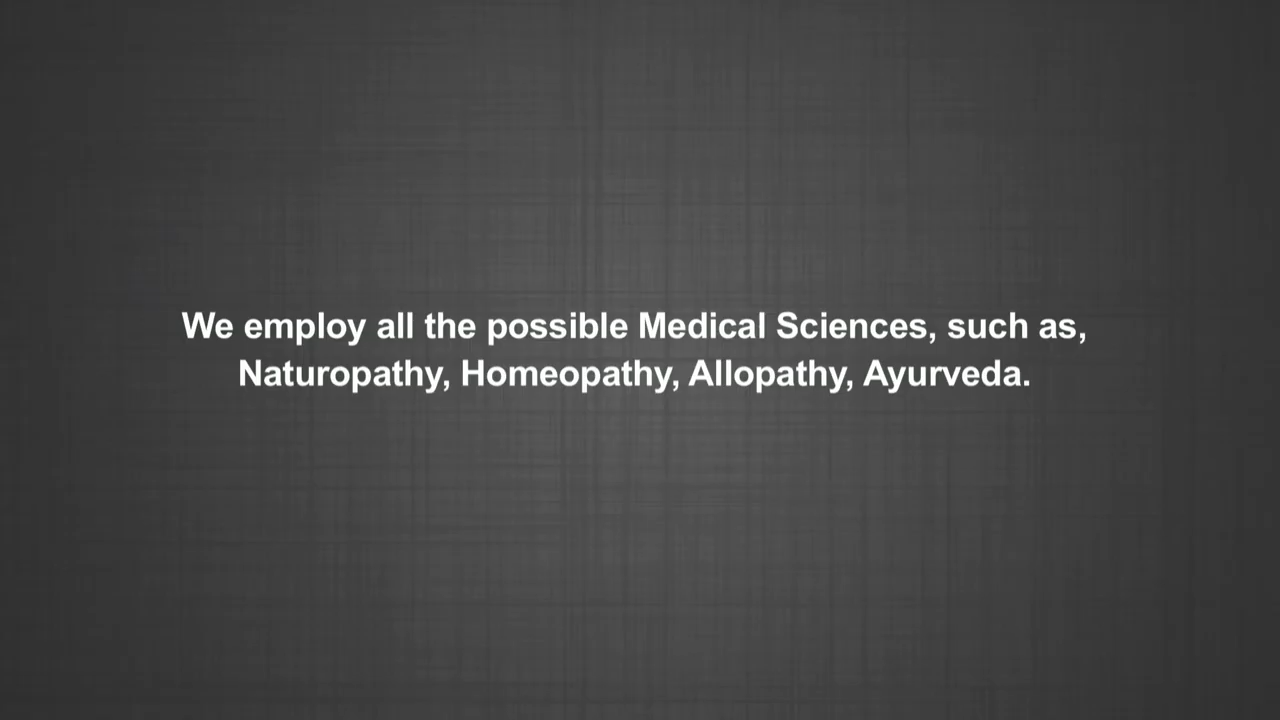 We employ all the possible Medical Sciences, such as,
Naturopathy, Homeopathy, Allopathy, Ayurveda.